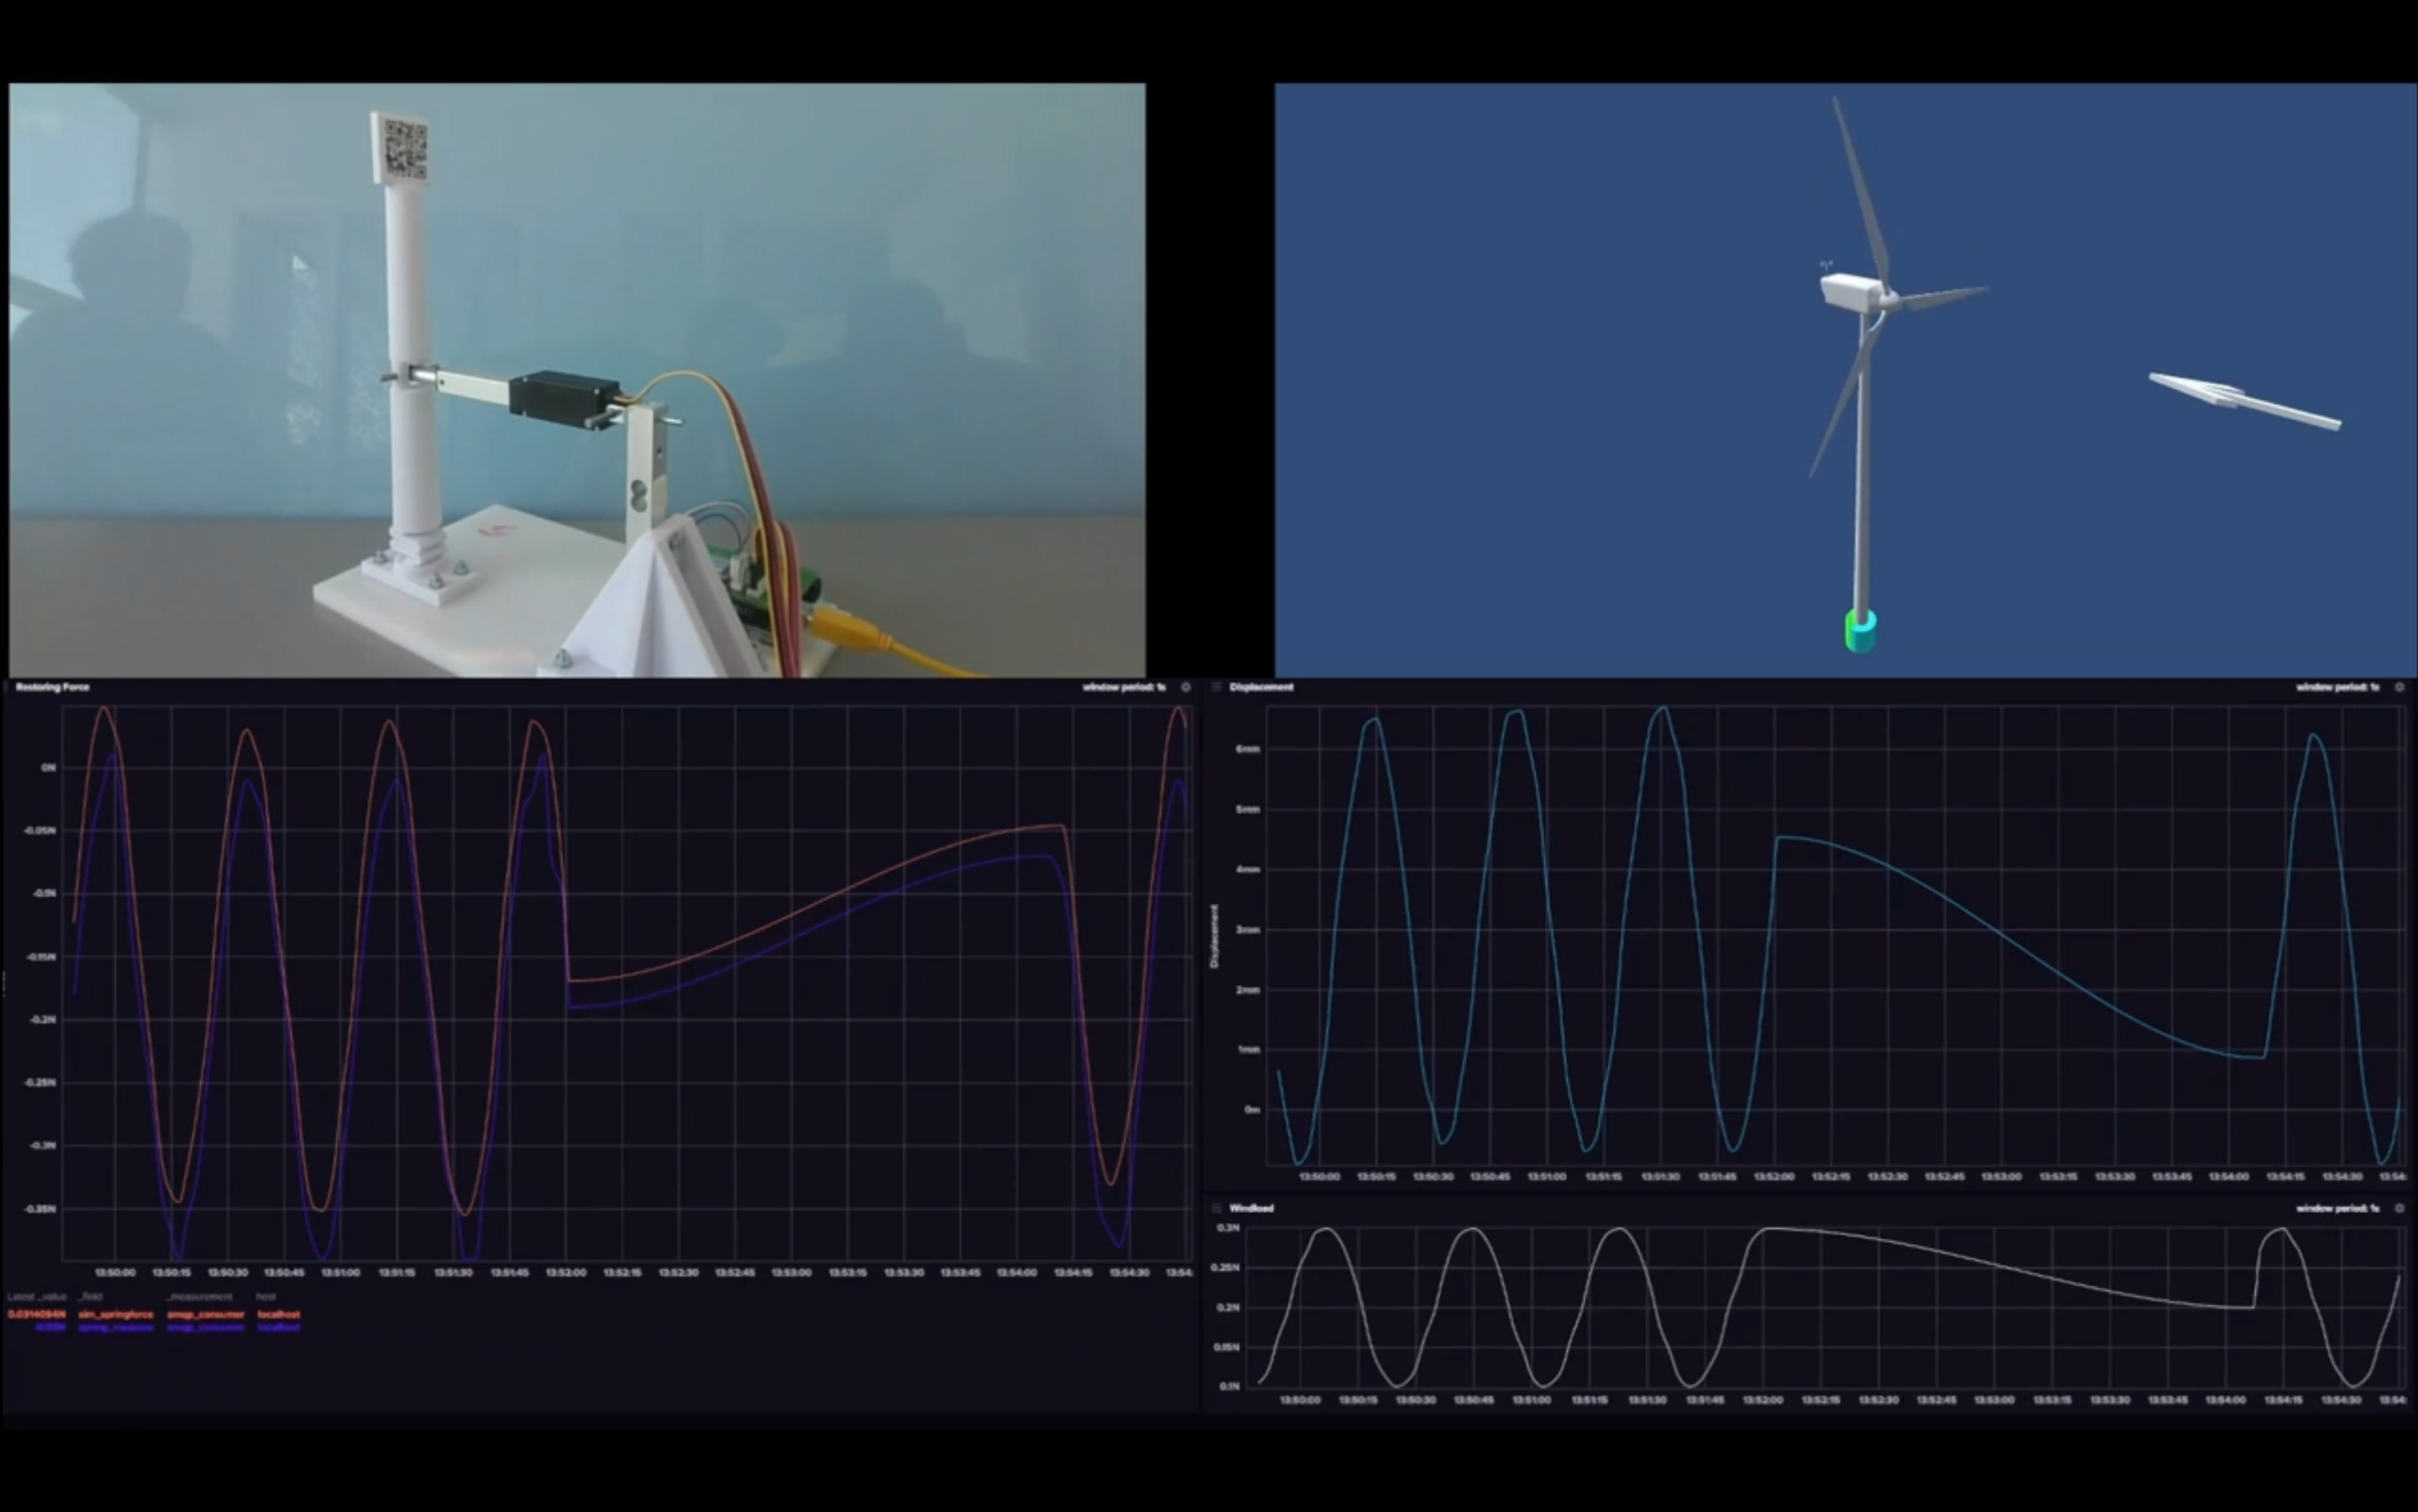 Restoring Force
window period: 1s
0N
-0.05N
-0.1N
-0.15N
-0.2N
-0.25N
-0.3N
-0.35N
13:50:00 13:50:15 13:50:30 13:50:45 13:51:00 13:51:15 13:51:30 13:51:45 13:52:00 13:52:15 13:52:30 13:52:45 13:53:00 13:53:15 13:53:30 13:53:45 13:54:00 13:54:15 13:54:30 13:54:
Latest _value _field _measurement host
sim_springforce amqp_consumer localhost
spring_measure amqp_consumer localhost
Displacement
window period: 1s
Displacement
6mm
5mm
4mm
3mm
2mm
1mm
0m
13:50:00 13:50:15 13:50:30 13:50:45 13:51:00 13:51:15 13:51:30 13:51:45 13:52:00 13:52:15 13:52:30 13:52:45 13:53:00 13:53:15 13:53:30 13:53:45 13:54:00 13:54:15 13:54:30 13:54:
Windload
window period: 1s
0.3N
0.25N
0.2N
0.15N
0.1N
13:50:00 13:50:15 13:50:30 13:50:45 13:51:00 13:51:15 13:51:30 13:51:45 13:52:00 13:52:15 13:52:30 13:52:45 13:53:00 13:53:15 13:53:30 13:53:45 13:54:00 13:54:15 13:54:30 13:54: